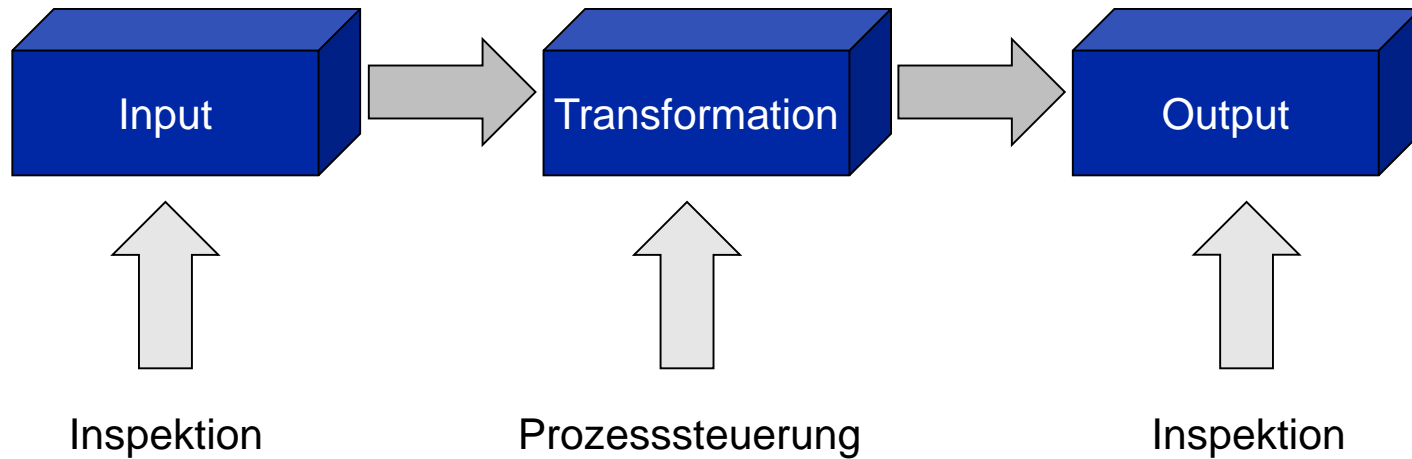 Input
Transformation
Output
Inspektion
Prozesssteuerung
Inspektion